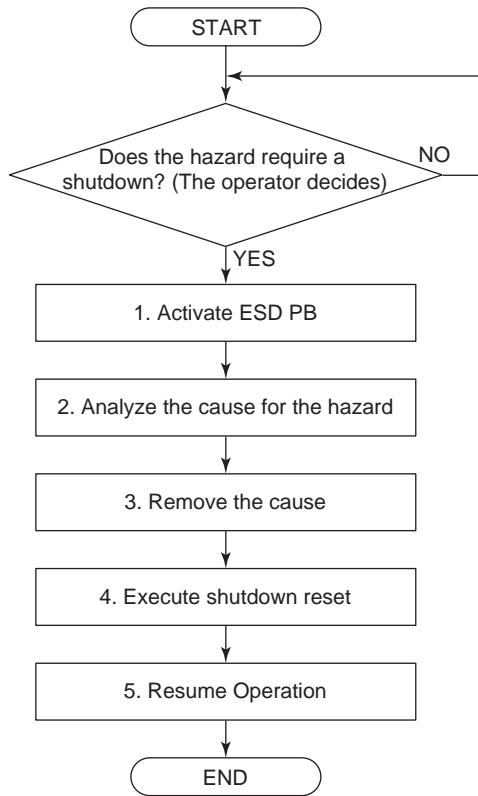 START
Does the hazard require a
shutdown? (The operator decides)
NO
YES
1. Activate ESD PB
2. Analyze the cause for the hazard
3. Remove the cause
4. Execute shutdown reset
5. Resume Operation
END